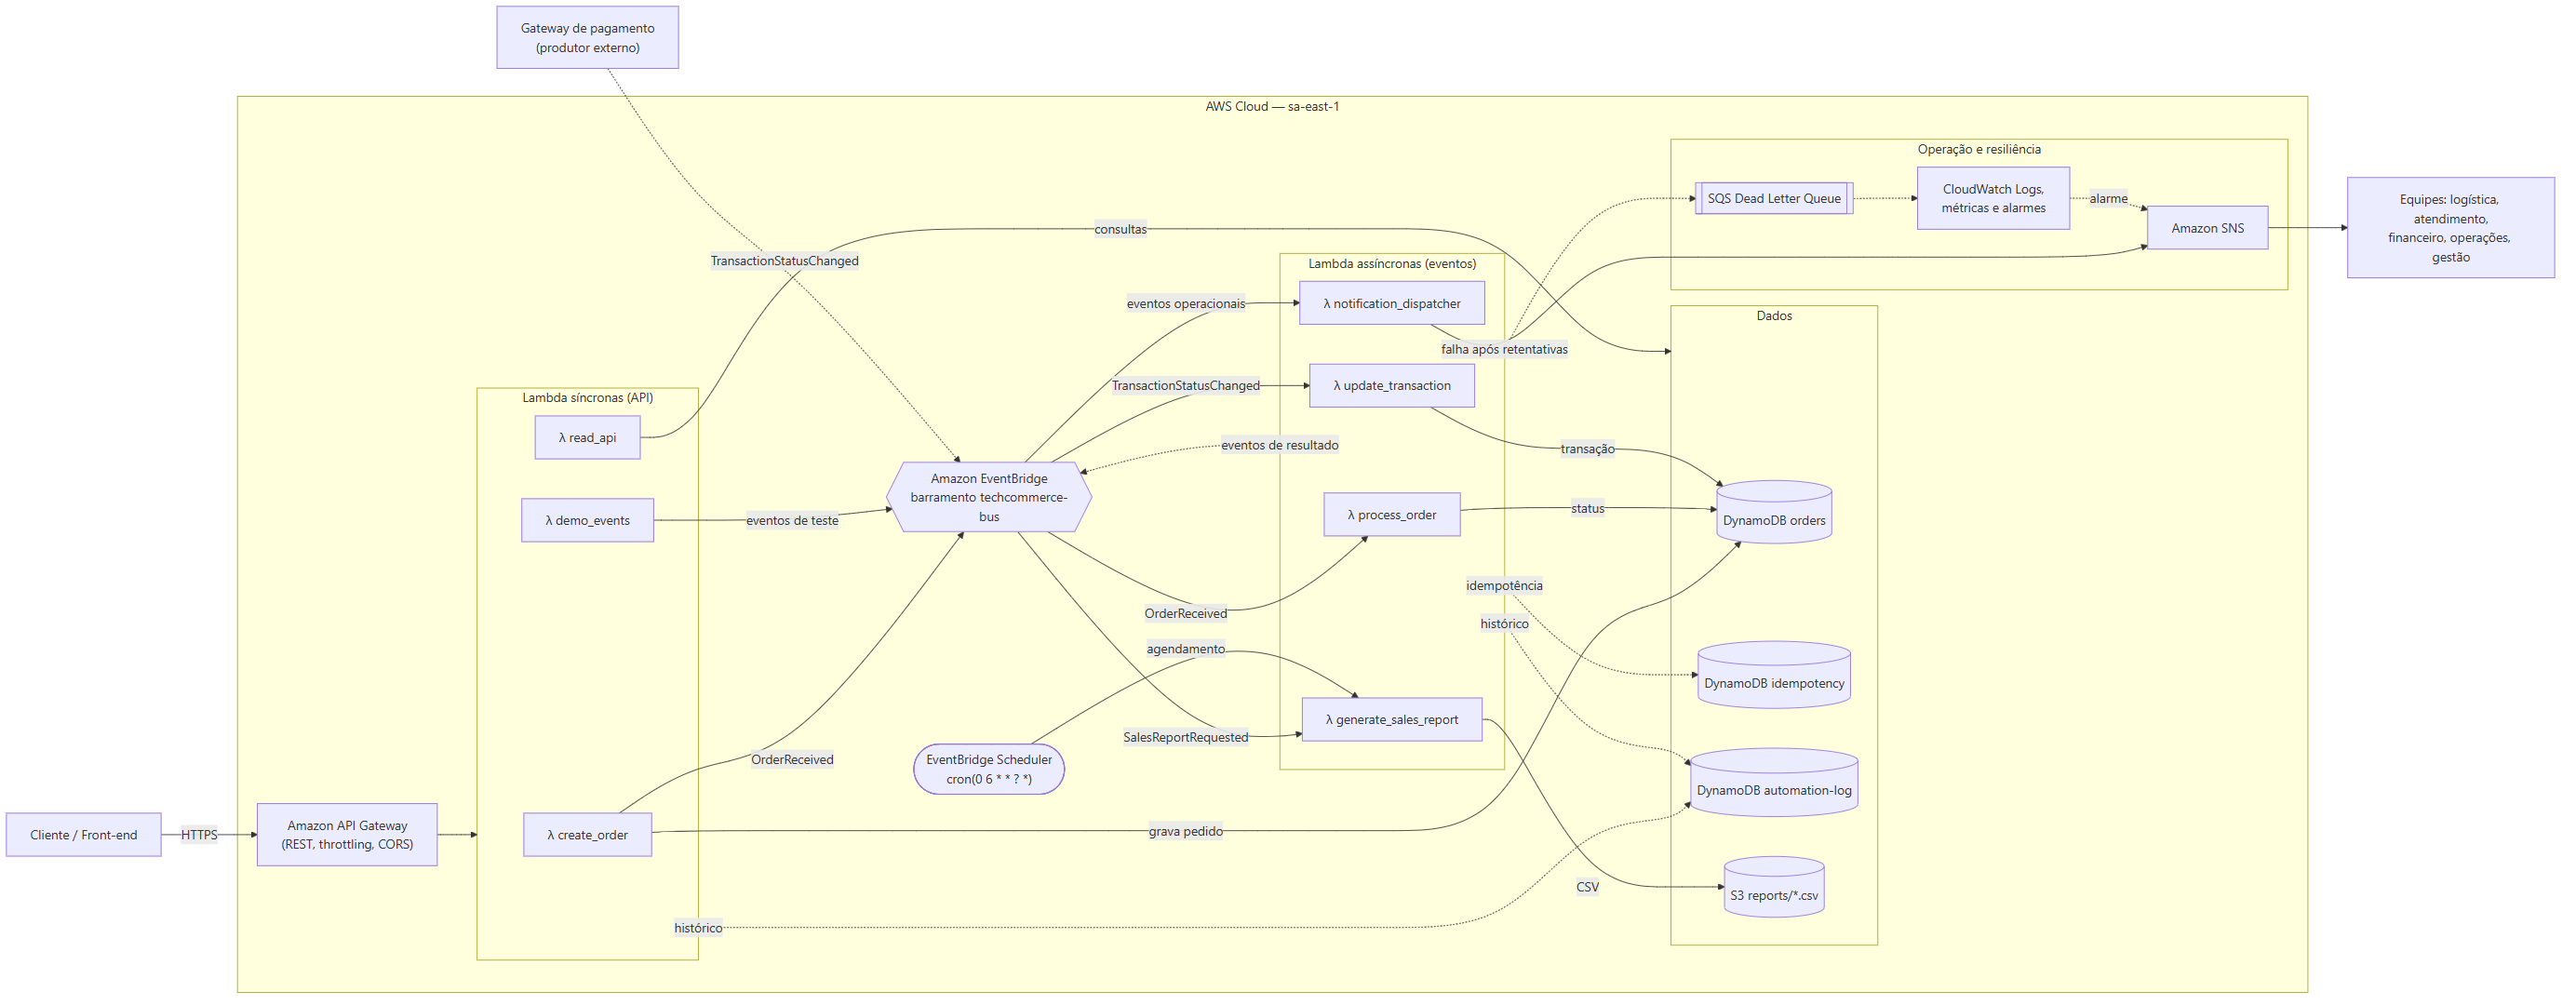 Gateway de pagamento
(produtor externo)
AWS Cloud — sa-east-1
Operação e resiliência
SQS Dead Letter Queue
CloudWatch Logs,
métricas e alarmes
alarme
Amazon SNS
Equipes: logística,
atendimento,
financeiro, operações,
gestão
consultas
TransactionStatusChanged
Lambda assíncronas (eventos)
λ notification_dispatcher
eventos operacionais
falha após retentativas
Dados
TransactionStatusChanged
λ update_transaction
Lambda síncronas (API)
λ read_api
eventos de resultado
transação
Amazon EventBridge
barramento techcommerce-
bus
λ demo_events
eventos de teste
λ process_order
status
DynamoDB orders
idempotência
OrderReceived
histórico
agendamento
DynamoDB idempotency
λ generate_sales_report
SalesReportRequested
OrderReceived
EventBridge Scheduler
cron(0 6 * * ? *)
DynamoDB automation-log
Cliente / Front-end
HTTPS
Amazon API Gateway
(REST, throttling, CORS)
λ create_order
grava pedido
CSV
S3 reports/*.csv
histórico